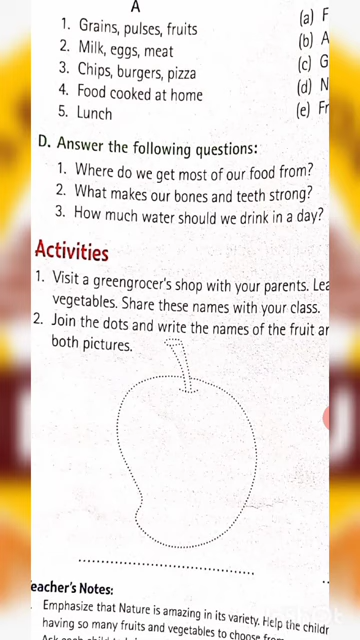 A
1. Grains, pulses, fruits
2. Milk, eggs, meat
3. Chips, burgers, pizza
4. Food cooked at home
5. Lunch
(a) F
(b) A
(c) G
(d) N
(e) Fr
D. Answer the following questions:
1. Where do we get most of our food from?
2. What makes our bones and teeth strong?
3. How much water should we drink in a day?
Activities
1. Visit a greengrocer's shop with your parents. Lea
vegetables. Share these names with your class.
2. Join the dots and write the names of the fruit an
both pictures.
eacher's Notes:
Emphasize that Nature is amazing in its variety. Help the childr
having so many fruits and vegetables to choose from